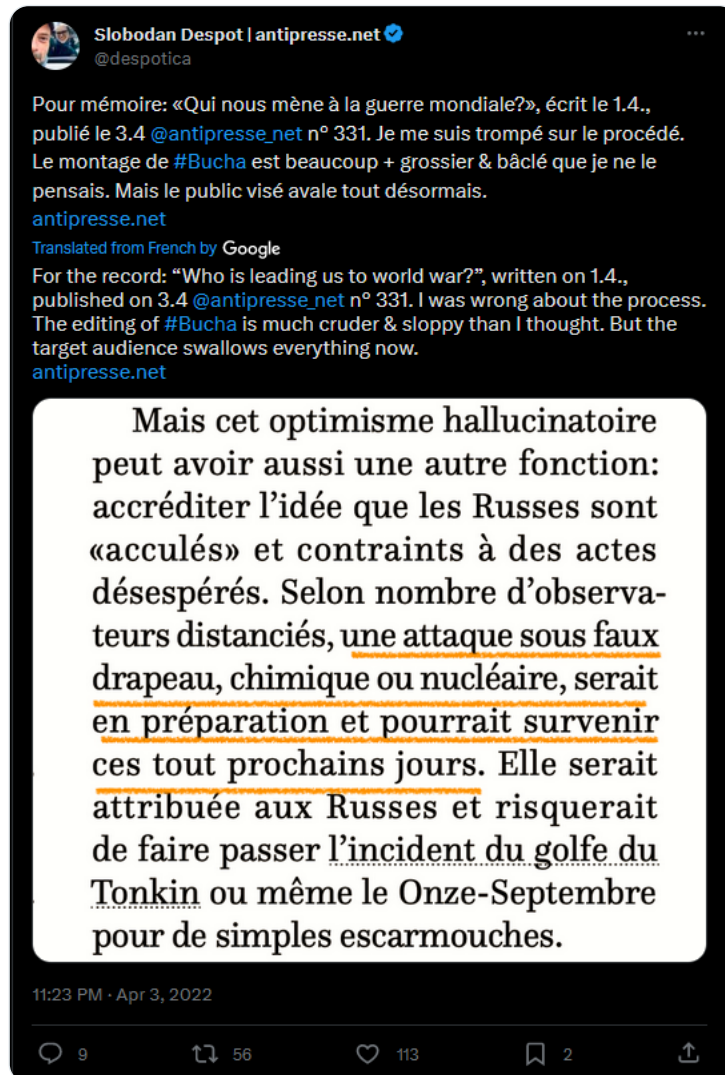 Slobodan Despot | antipresse.net
@despotica
Pour mémoire: «Qui nous mène à la guerre mondiale?», écrit le 1.4.,
publié le 3.4 @antipresse_net n° 331. Je me suis trompé sur le procédé.
Le montage de #Bucha est beaucoup + grossier & bâclé que je ne le
pensais. Mais le public visé avale tout désormais.
antipresse.net
Translated from French by Google
For the record: “Who is leading us to world war?”, written on 1.4.,
published on 3.4 @antipresse_net n° 331. I was wrong about the process.
The editing of #Bucha is much cruder & sloppy than I thought. But the
target audience swallows everything now.
antipresse.net
Mais cet optimisme hallucinatoire
peut avoir aussi une autre fonction:
accréditer l’idée que les Russes sont
«acculés» et contraints à des actes
désespérés. Selon nombre d’observa-
teurs distanciés, une attaque sous faux
drapeau, chimique ou nucléaire, serait
en préparation et pourrait survenir
ces tout prochains jours. Elle serait
attribuée aux Russes et risquerait
de faire passer l’incident du golfe du
Tonkin ou même le Onze-Septembre
pour de simples escarmouches.
11:23 PM · Apr 3, 2022
9 56 113 2